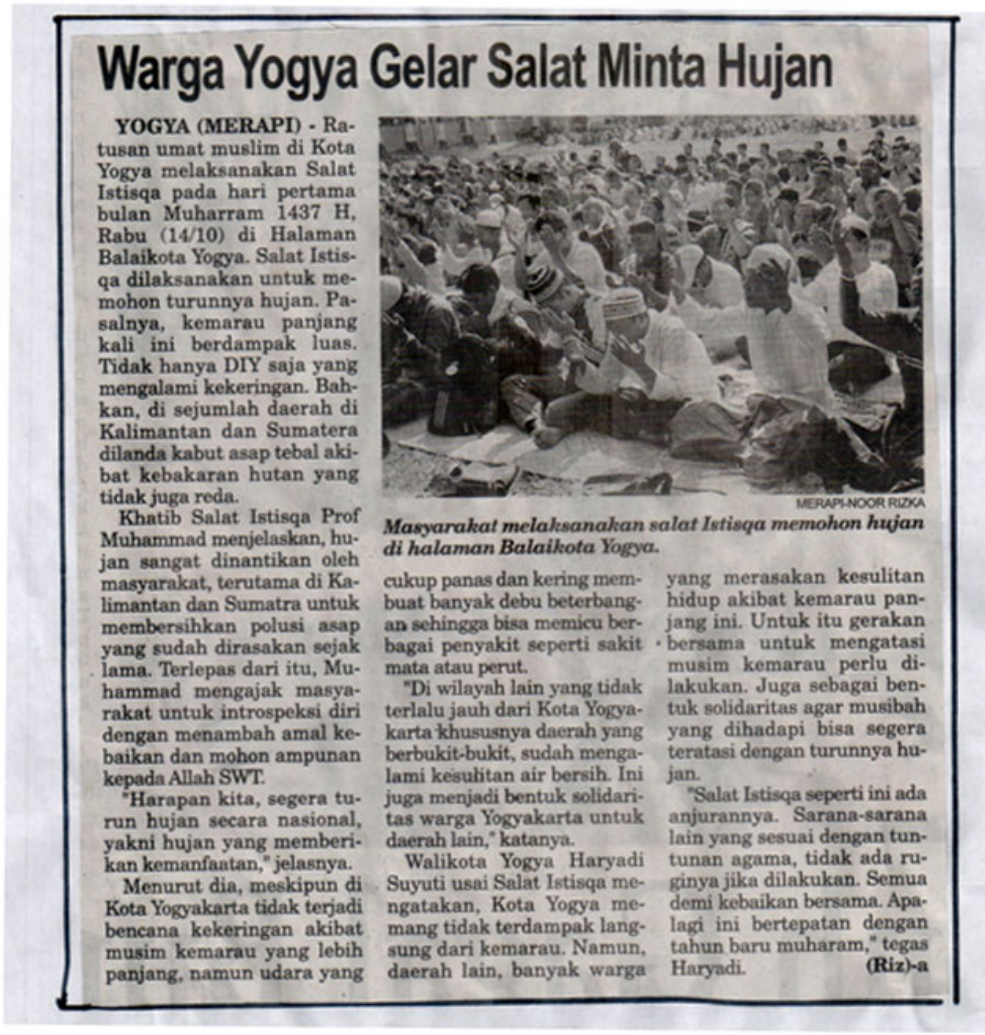 Warga Yogya Gelar Salat Minta Hujan
YOGYA (MERAPI) - Ra-
tusan umat muslim di Kota
Yogya melaksanakan Salat
Istisqa pada hari pertama
bulan Muharram 1437 H,
Rabu (14/10) di Halaman
Balaikota Yogya. Salat Istis-
qa dilaksanakan untuk me-
mohon turunnya hujan. Pa-
salnya, kemarau panjang
kali ini berdampak luas.
Tidak hanya DIY saja yang
mengalami kekeringan. Bah-
kan, di sejumlah daerah di
Kalimantan dan Sumatera
dilanda kabut asap tebal aki-
bat kebakaran hutan yang
tidak juga reda.
Khatib Salat Istisqa Prof
Muhammad menjelaskan, hu-
jan sangat dinantikan oleh
masyarakat, terutama di Ka-
limantan dan Sumatra untuk
membersihkan polusi asap
yang sudah dirasakan sejak
lama. Terlepas dari itu, Mu-
hammad mengajak masya-
rakat untuk introspeksi diri
dengan menambah amal ke-
baikan dan mohon ampunan
kepada Allah SWT.
"Harapan kita, segera tu-
run hujan secara nasional,
yakni hujan yang memberi-
kan kemanfaatan," jelasnya.
Menurut dia, meskipun di
Kota Yogyakarta tidak terjadi
bencana kekeringan akibat
musim kemarau yang lebih
panjang, namun udara yang
MERAPI-NOOR RIZKA
Masyarakat melaksanakan salat Istisqa memohon hujan
di halaman Balaikota Yogya.
cukup panas dan kering mem-
buat banyak debu beterbang-
an sehingga bisa memicu ber-
bagai penyakit seperti sakit
mata atau perut.
"Di wilayah lain yang tidak
terlalu jauh dari Kota Yogya-
karta khususnya daerah yang
berbukit-bukit, sudah menga-
lami kesulitan air bersih. Ini
juga menjadi bentuk solidari-
tas warga Yogyakarta untuk
daerah lain," katanya.
Walikota Yogya Haryadi
Suyuti usai Salat Istisqa me-
ngatakan, Kota Yogya me-
mang tidak terdampak lang-
sung dari kemarau. Namun,
daerah lain, banyak warga
yang merasakan kesulitan
hidup akibat kemarau pan-
jang ini. Untuk itu gerakan
bersama untuk mengatasi
musim kemarau perlu di-
lakukan. Juga sebagai ben-
tuk solidaritas agar musibah
yang dihadapi bisa segera
teratasi dengan turunnya hu-
jan.
"Salat Istisqa seperti ini ada
anjurannya. Sarana-sarana
lain yang sesuai dengan tun-
tunan agama, tidak ada ru-
ginya jika dilakukan. Semua
demi kebaikan bersama. Apa-
lagi ini bertepatan dengan
tahun baru muharam," tegas
Haryadi. (Riz)-a